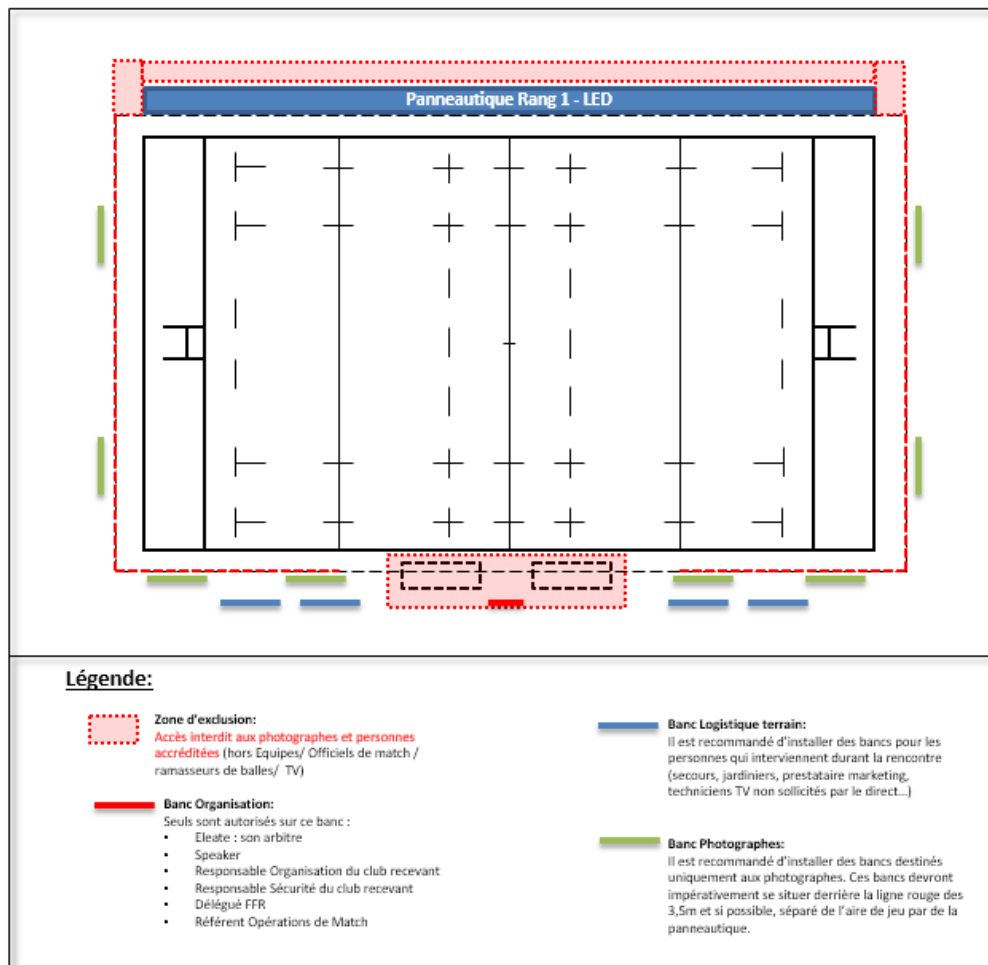 Panneautique Rang 1 - LED
Légende:
Zone d'exclusion:
Accès interdit aux photographes et personnes
accréditées (hors Equipes/ Officiels de match /
ramasseurs de balles/ TV)
Banc Organisation:
Seuls sont autorisés sur ce banc :
▪ Eleate : son arbitre
▪ Speaker
▪ Responsable Organisation du club recevant
▪ Responsable Sécurité du club recevant
▪ Délégué FFR
▪ Référent Opérations de Match
Banc Logistique terrain:
Il est recommandé d'installer des bancs pour les
personnes qui interviennent durant la rencontre
(secours, jardiniers, prestataire marketing,
techniciens TV non sollicités par le direct...)
Banc Photographes:
Il est recommandé d'installer des bancs destinés
uniquement aux photographes. Ces bancs devront
impérativement se situer derrière la ligne rouge des
3,5m et si possible, séparé de l'aire de jeu par de la
panneautique.